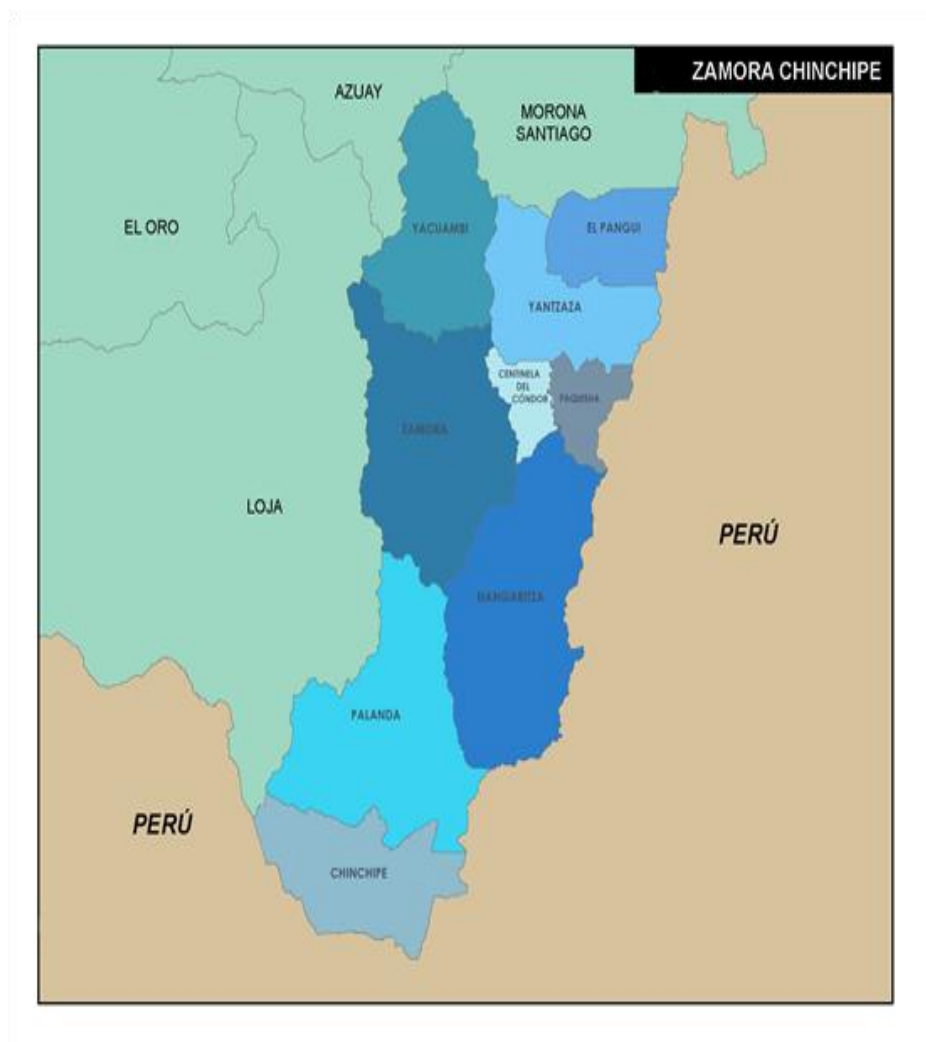 ZAMORA CHINCHIPE
AZUAY
MORONA
SANTIAGO
EL ORO
YACUAMBI
EL PANGUI
YANTZAZA
CENTINELA
DEL
CÓNDOR
PAQUISHA
ZAMORA
LOJA
PERÚ
NANGARITZA
PALANDA
PERÚ
CHINCHIPE